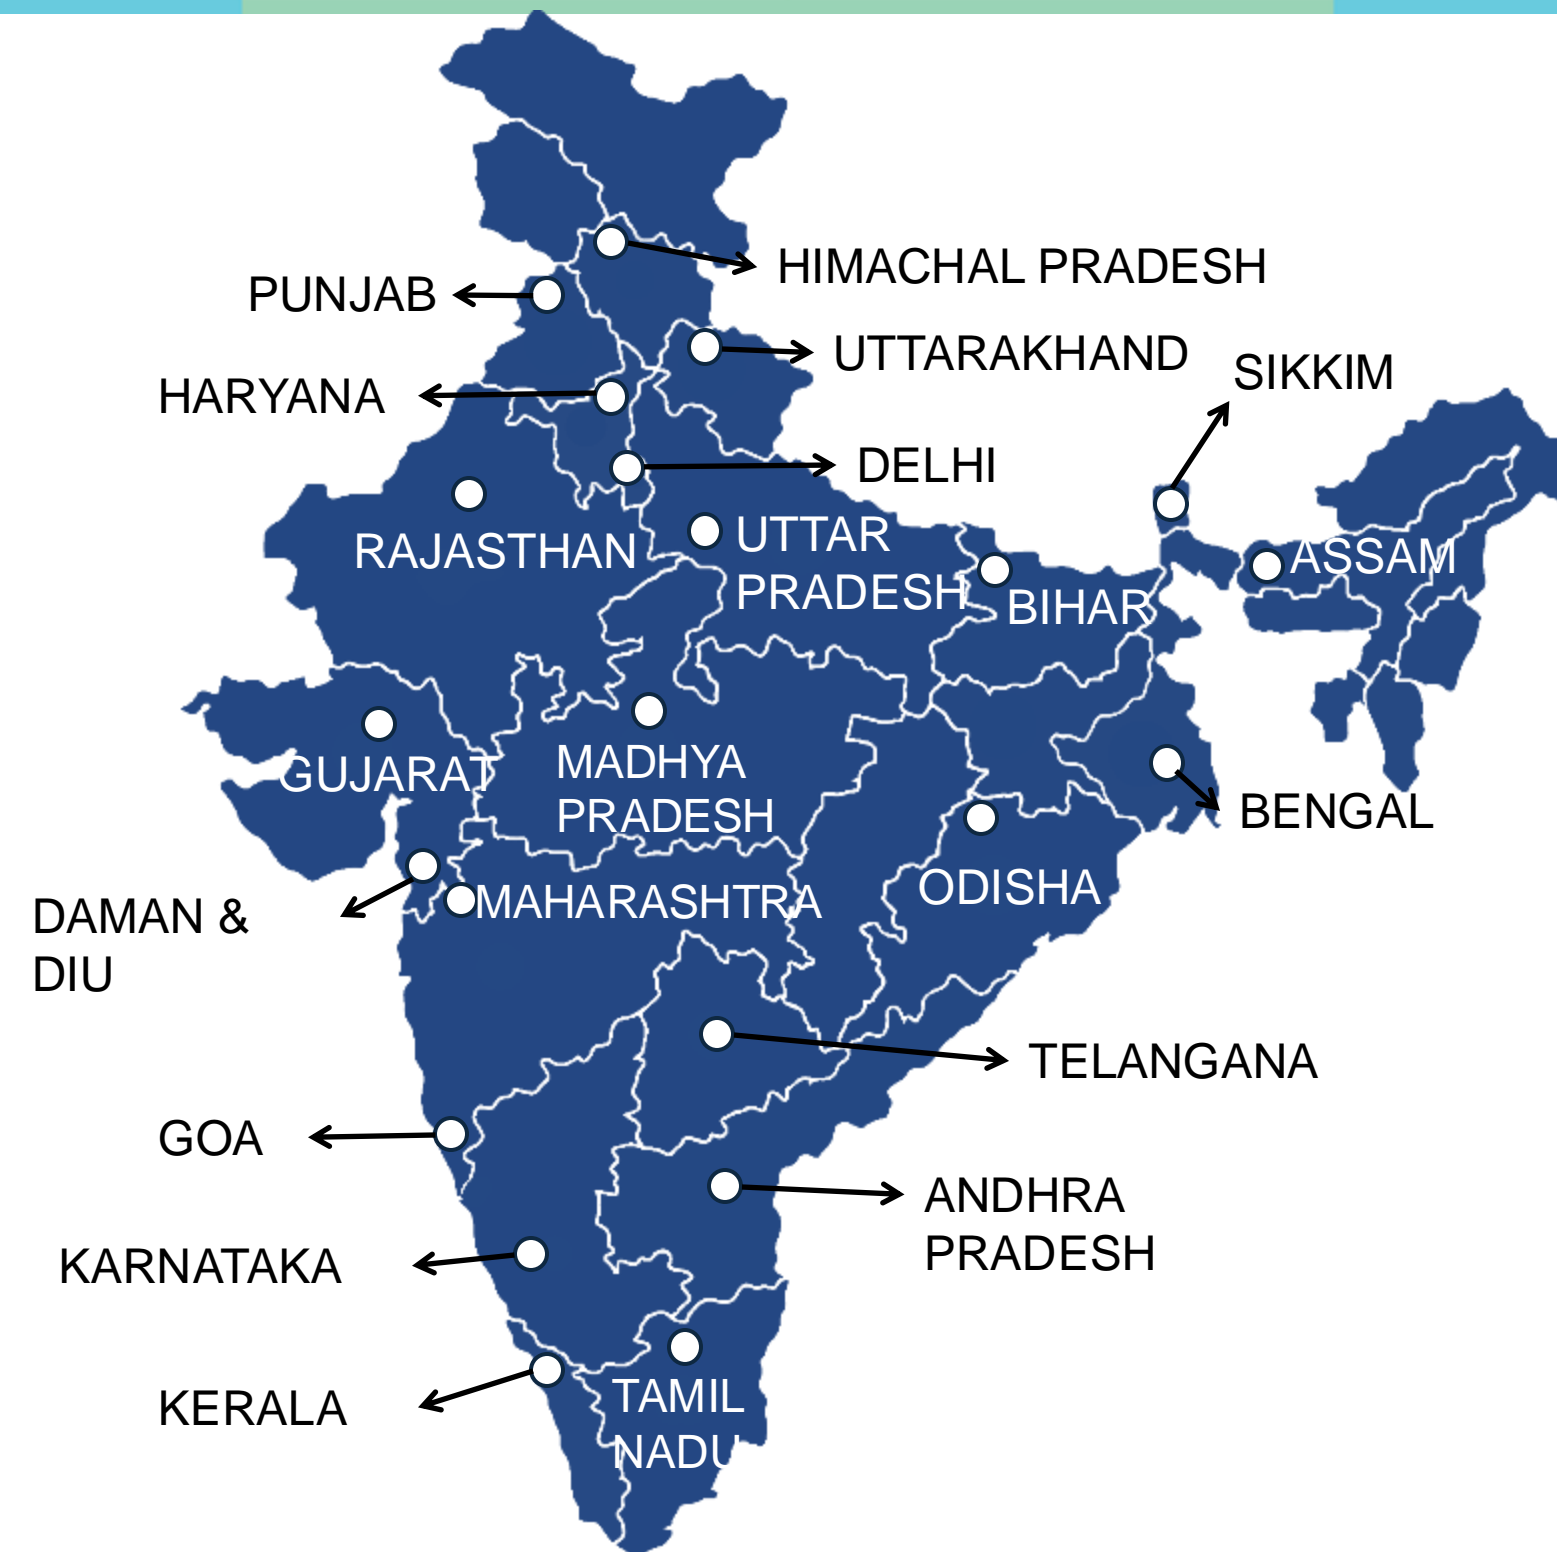 HIMACHAL PRADESH
PUNJAB
UTTARAKHAND
SIKKIM
HARYANA
DELHI
RAJASTHAN
UTTAR
PRADESH
ASSAM
BIHAR
GUJARAT
MADHYA
PRADESH
BENGAL
ODISHA
MAHARASHTRA
DAMAN &
DIU
TELANGANA
GOA
ANDHRA
PRADESH
KARNATAKA
TAMIL
NADU
KERALA